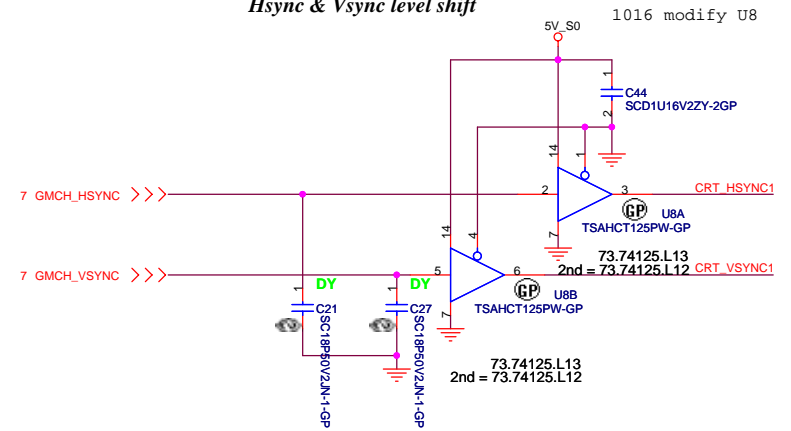 Hsync & Vsync level shift
1016 modify U8
5V_S0
1
C44
SCD1U16V2ZY-2GP
2
14
1
7 GMCH_HSYNC
2
3
CRT_HSYNC1
GP
U8A
TSAHCT125PW-GP
7
14
4
73.74125.L13
2nd = 73.74125.L12
CRT_VSYNC1
7 GMCH_VSYNC
5
6
DY
DY
GP
U8B
TSAHCT125PW-GP
7
1
C21
SC18P50V2JN-1-GP
1
C27
SC18P50V2JN-1-GP
73.74125.L13
2nd = 73.74125.L12